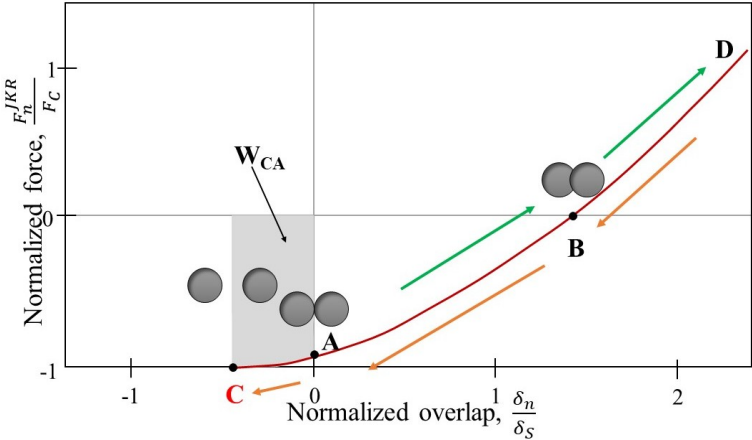 D
1
W_CA
0
B
A
-1
C
-1
0
1
2
Normalized force, F_n^{JKR}/F_C
Normalized overlap, δ_n/δ_S